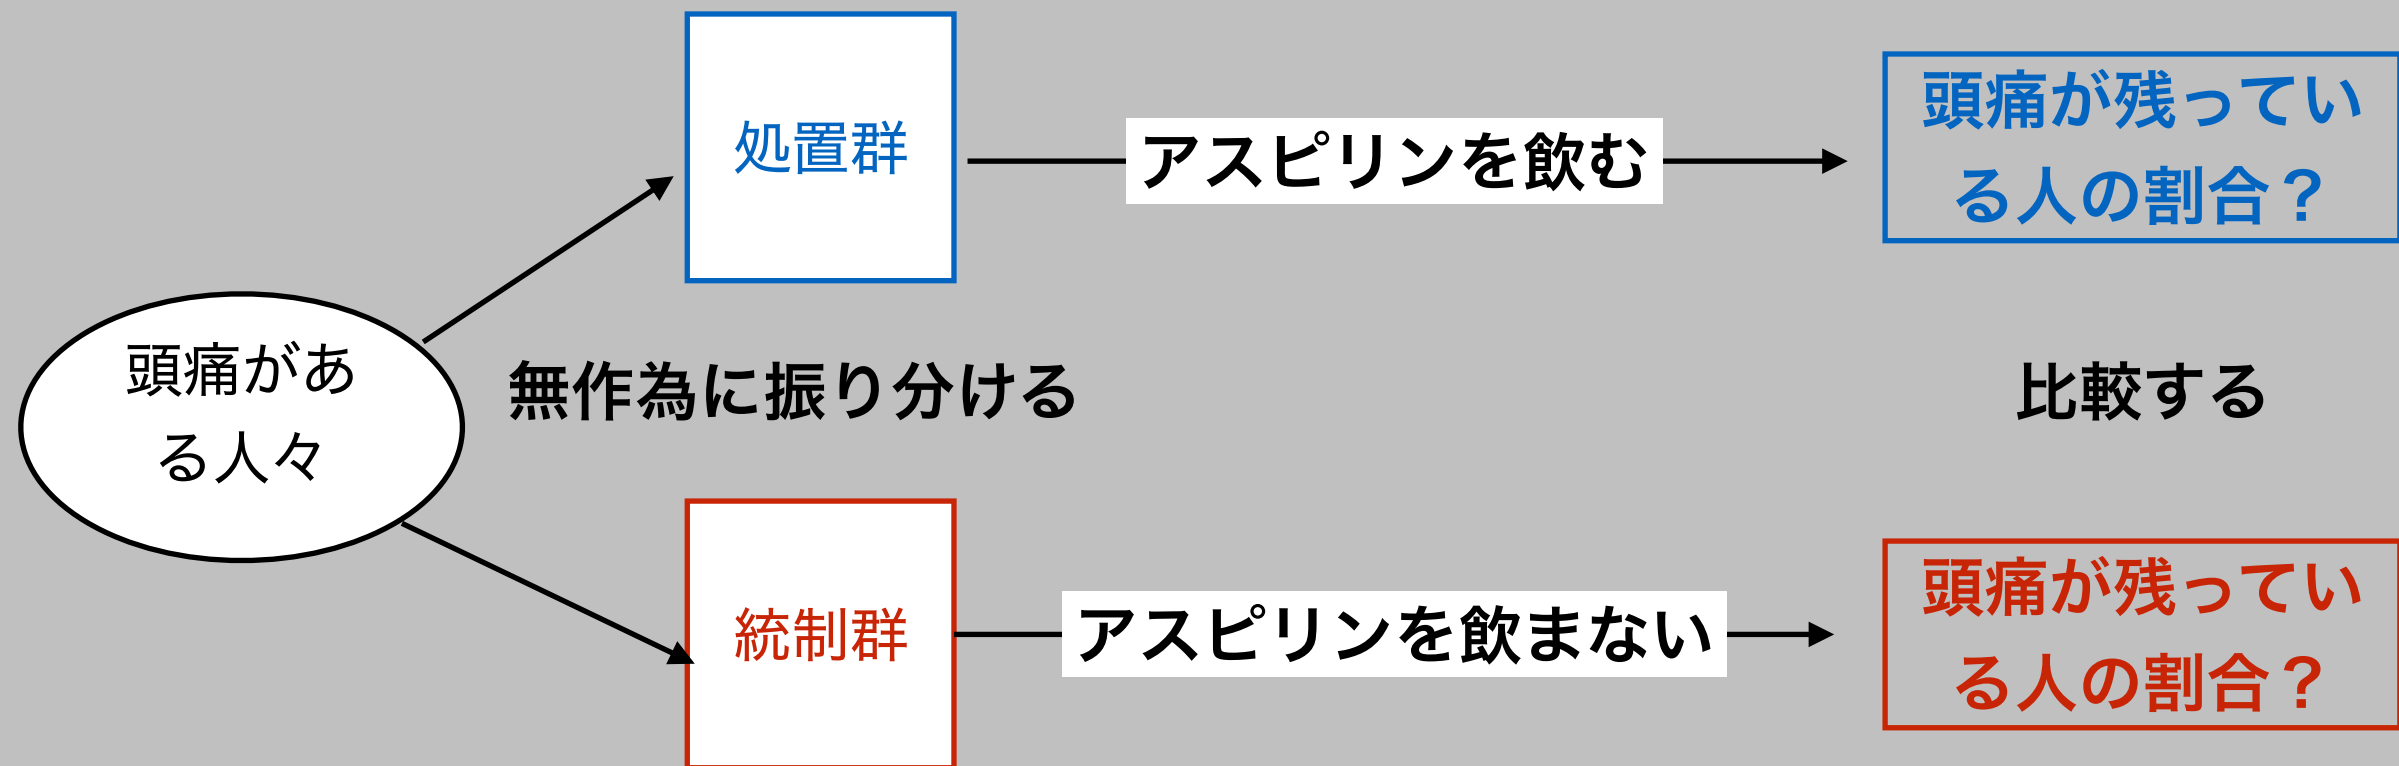 処置群
アスピリンを飲む
頭痛が残ってい
る人の割合？
頭痛があ
る人々
無作為に振り分ける
比較する
統制群
アスピリンを飲まない
頭痛が残ってい
る人の割合？